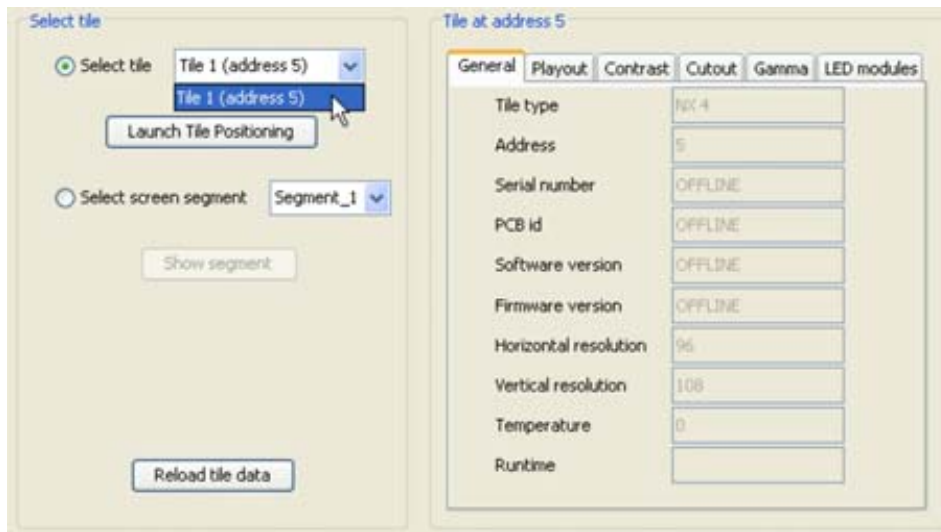 Select tile
Select tile Tile 1 (address 5)
Tile 1 (address 5)
Launch Tile Positioning
Select screen segment Segment_1
Show segment
Reload tile data
Tile at address 5
General Playout Contrast Cutout Gamma LED modules
Tile type NX 4
Address 5
Serial number OFFLINE
PCB id OFFLINE
Software version OFFLINE
Firmware version OFFLINE
Horizontal resolution 96
Vertical resolution 108
Temperature 0
Runtime